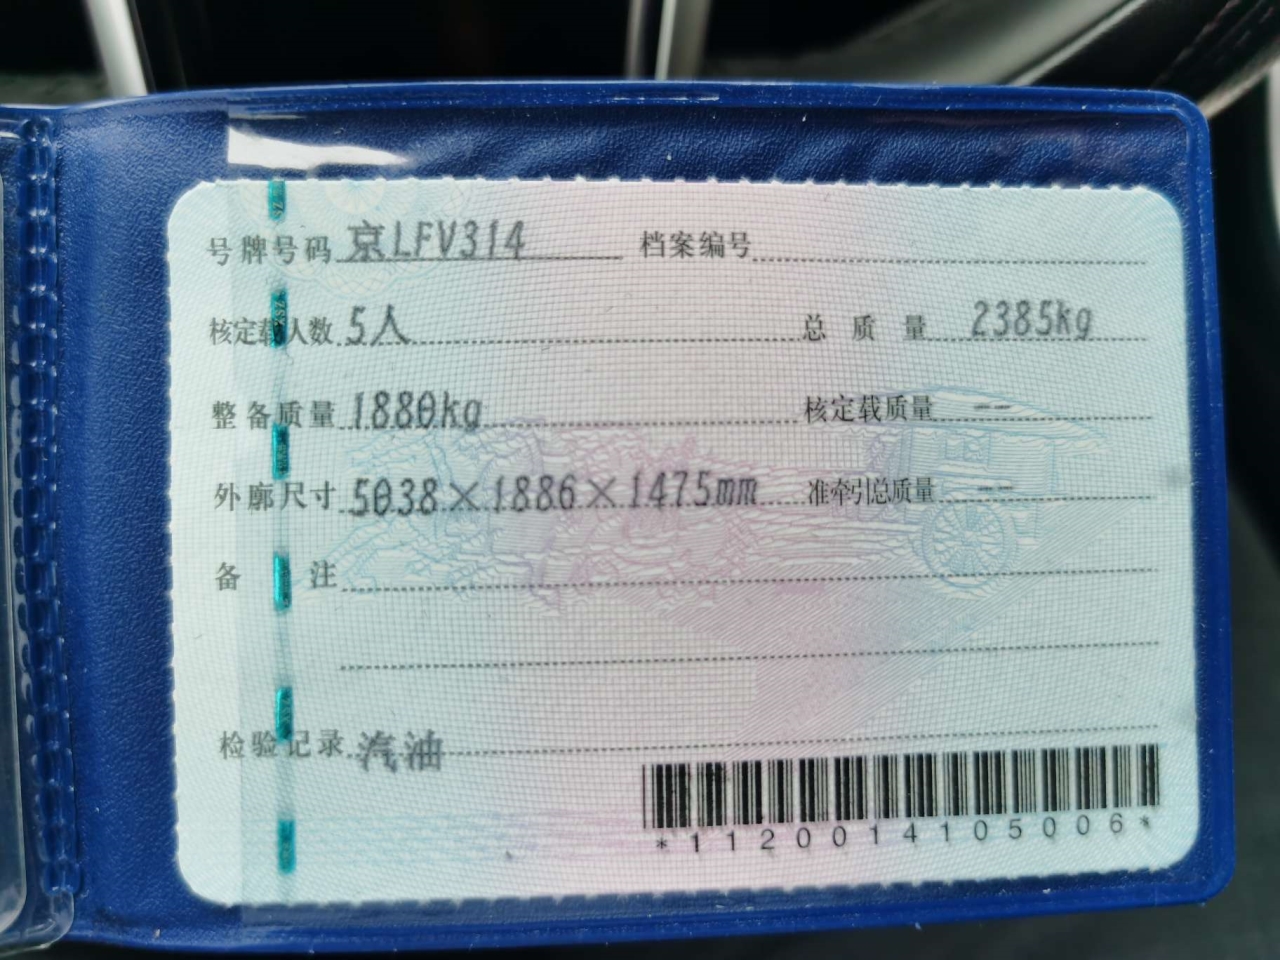 号牌号码 京LFV314 档案编号
核定载人数 5人 总质量 2385kg
整备质量 1880kg 核定载质量 --
外廓尺寸 5038×1886×1475mm 准牵引总质量 --
备注
检验记录 汽油
*1120014105006*